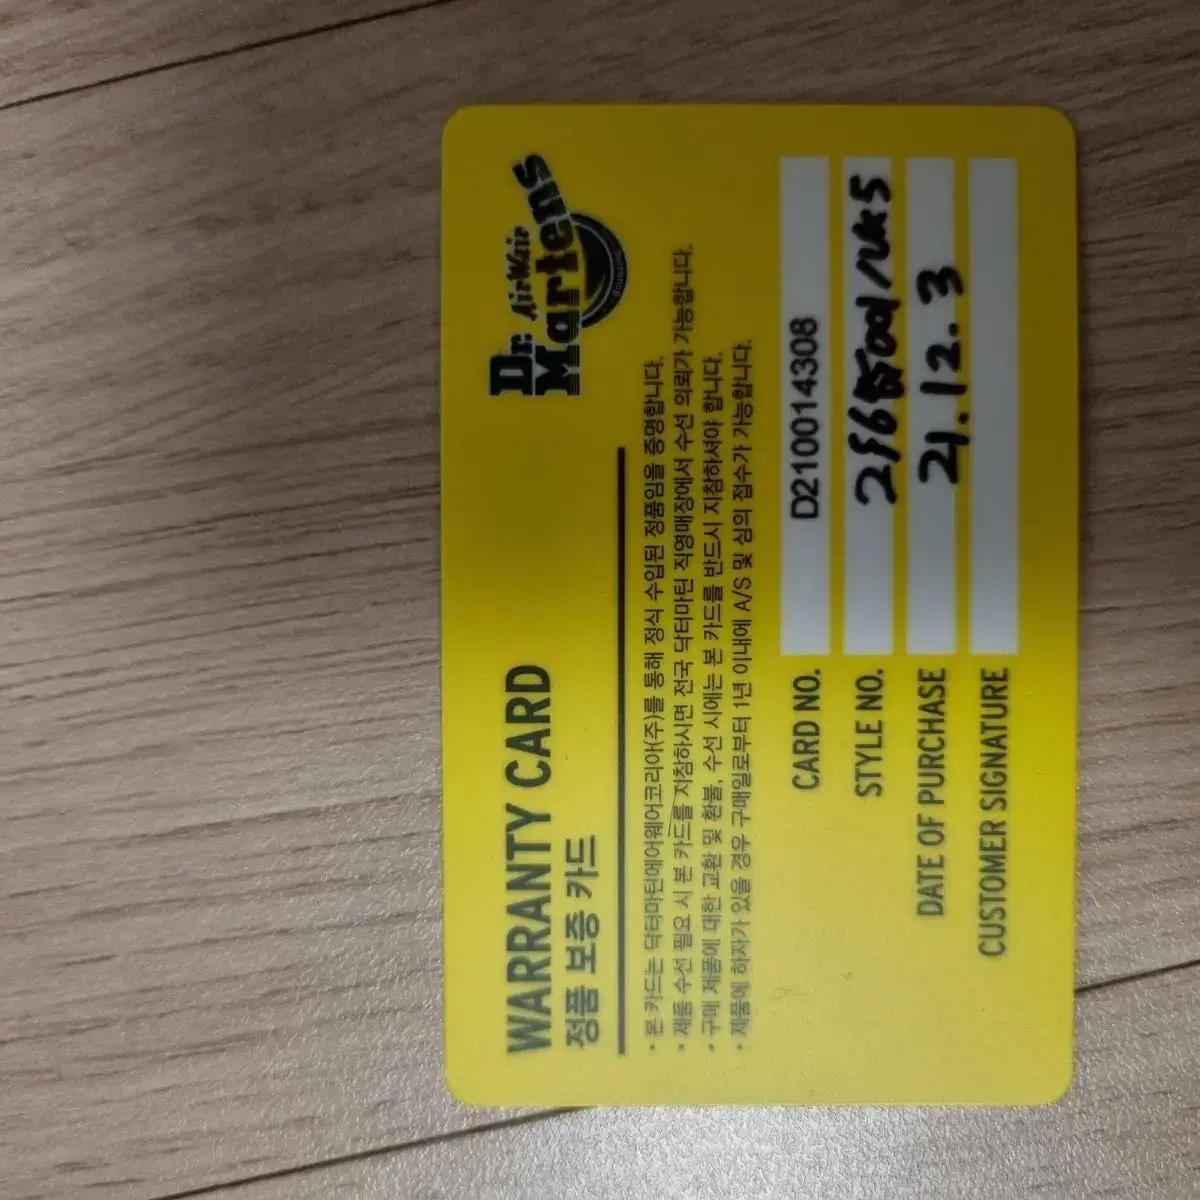 WARRANTY CARD
정품 보증 카드
Dr. AirWair
Martens
· 본 카드는 닥터마틴에어웨어코리아(주)를 통해 정식 수입된 정품임을 증명합니다.
· 제품 수선 필요 시 본 카드를 지참하시면 전국 닥터마틴 직영매장에서 수선 의뢰가 가능합니다.
· 구매 제품에 대한 교환 및 환불, 수선 시에는 본 카드를 반드시 지참하셔야 합니다.
· 제품에 하자가 있을 경우 구매일로부터 1년 이내에 A/S 및 심의 접수가 가능합니다.
CARD NO. D210014308
STYLE NO. /UK5
DATE OF PURCHASE 21.12.3
CUSTOMER SIGNATURE